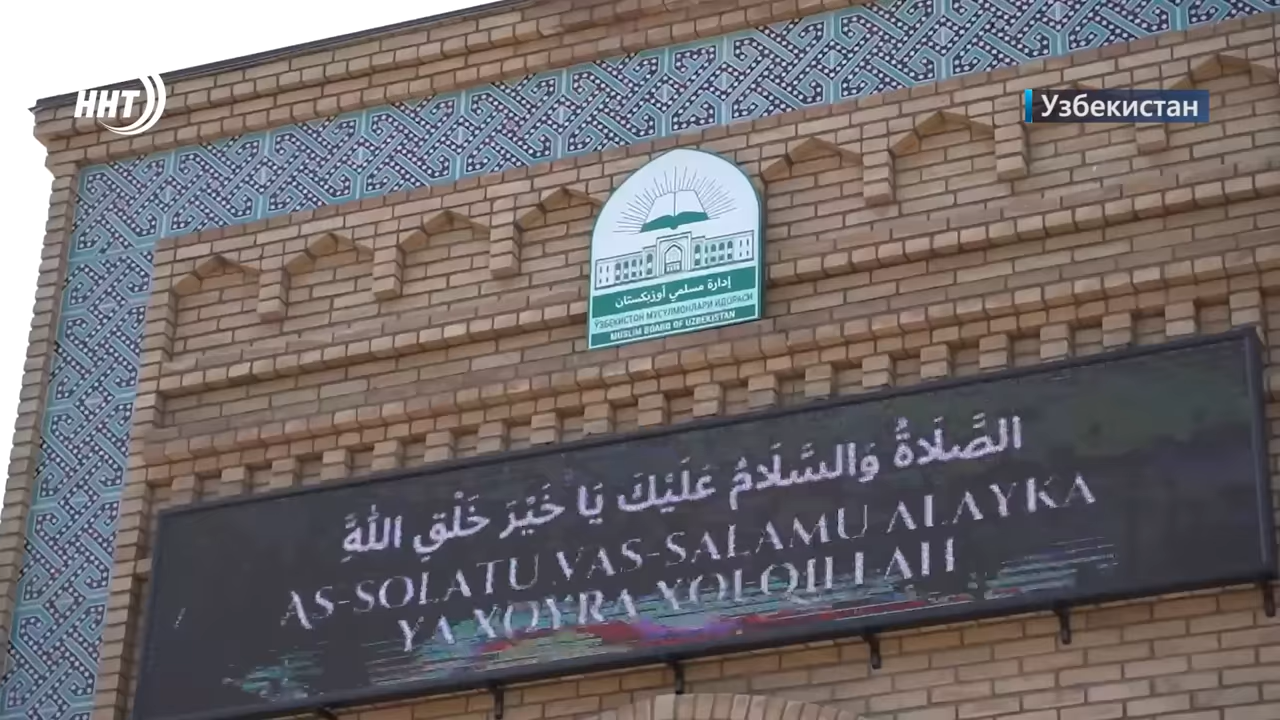 ННТ
Узбекистан
إدارة مسلمي أوزبكستان
ЎЗБЕКИСТОН МУСУЛМОНЛАРИ ИДОРАСИ
MUSLIM BOARD OF UZBEKISTAN
الصَّلَاةُ وَالسَّلَامُ عَلَيْكَ يَا خَيْرَ خَلْقِ اللَّهِ
AS-SOLATU VAS-SALAMU ALAYKA
YA XOYRA XOLQILLAH